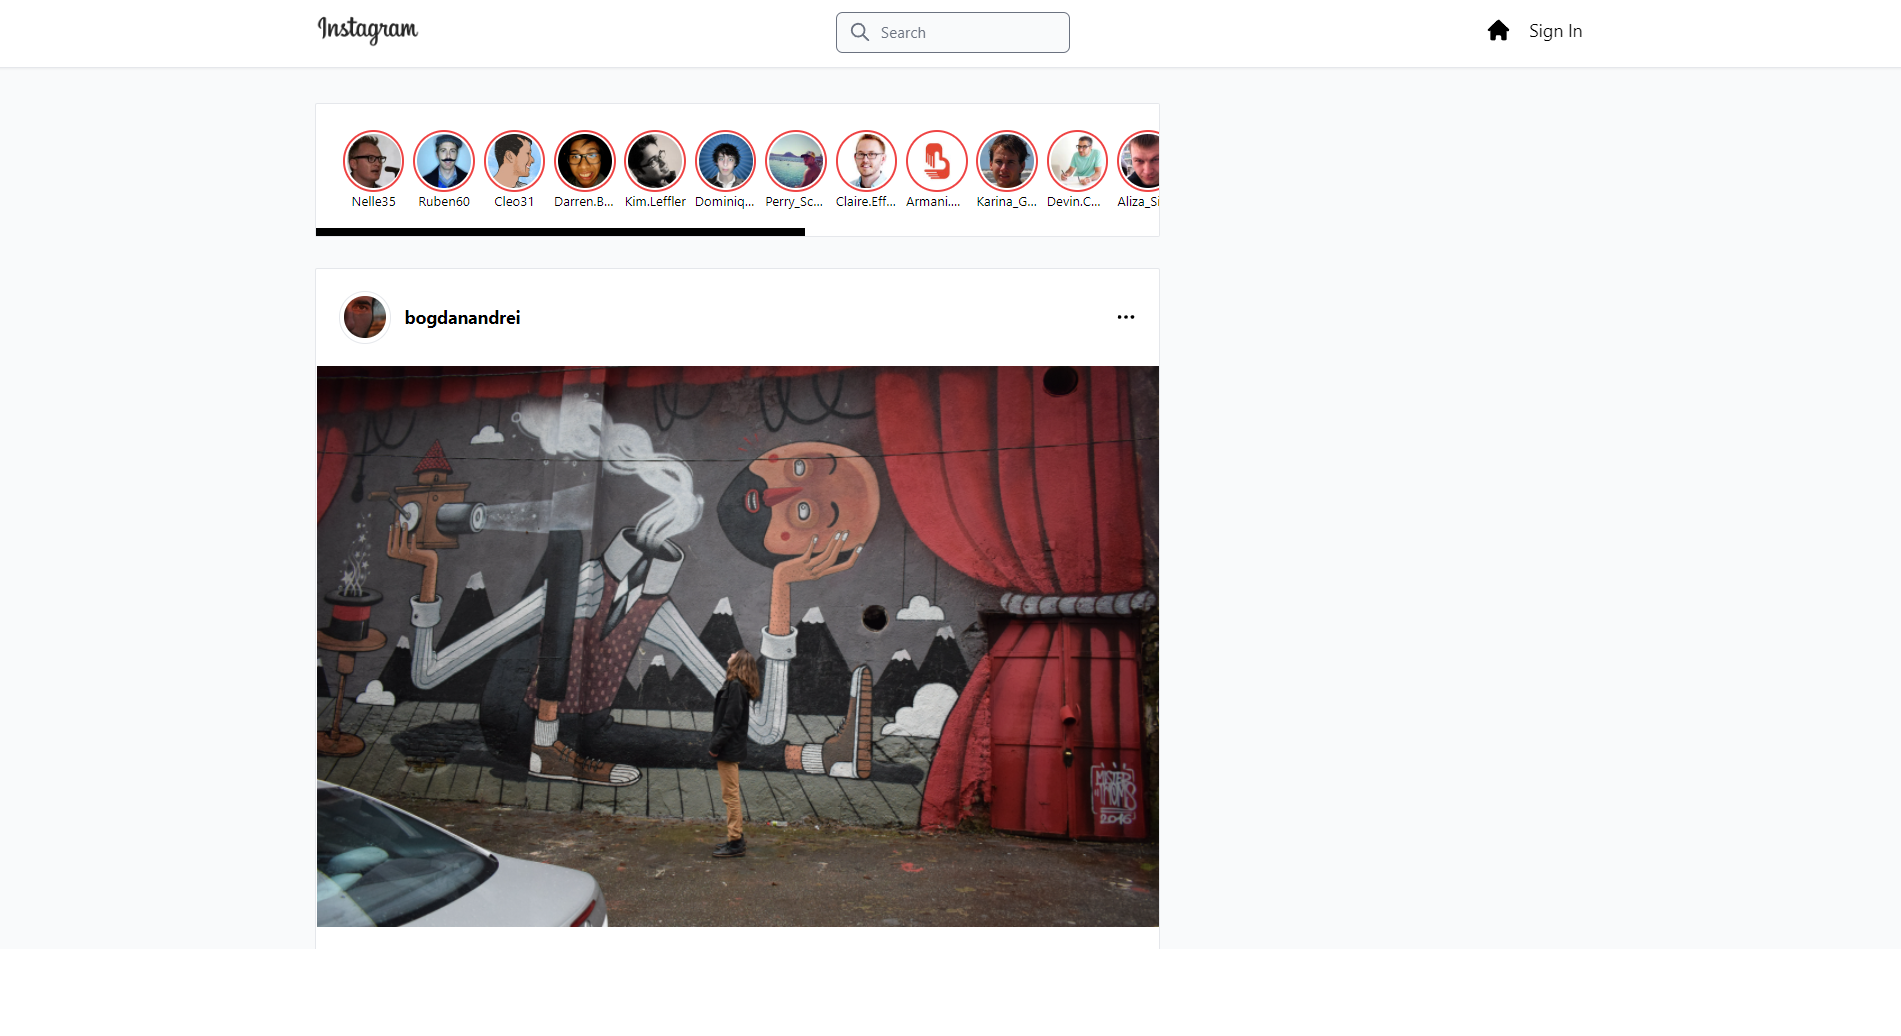 Instagram
Search
Sign In
Nelle35
Ruben60
Cleo31
Darren.B...
Kim.Leffler
Dominiq...
Perry_Sc...
Claire.Eff...
Armani....
Karina_G...
Devin.C...
Aliza_Si
bogdanandrei
MISTER
THOMS
2016